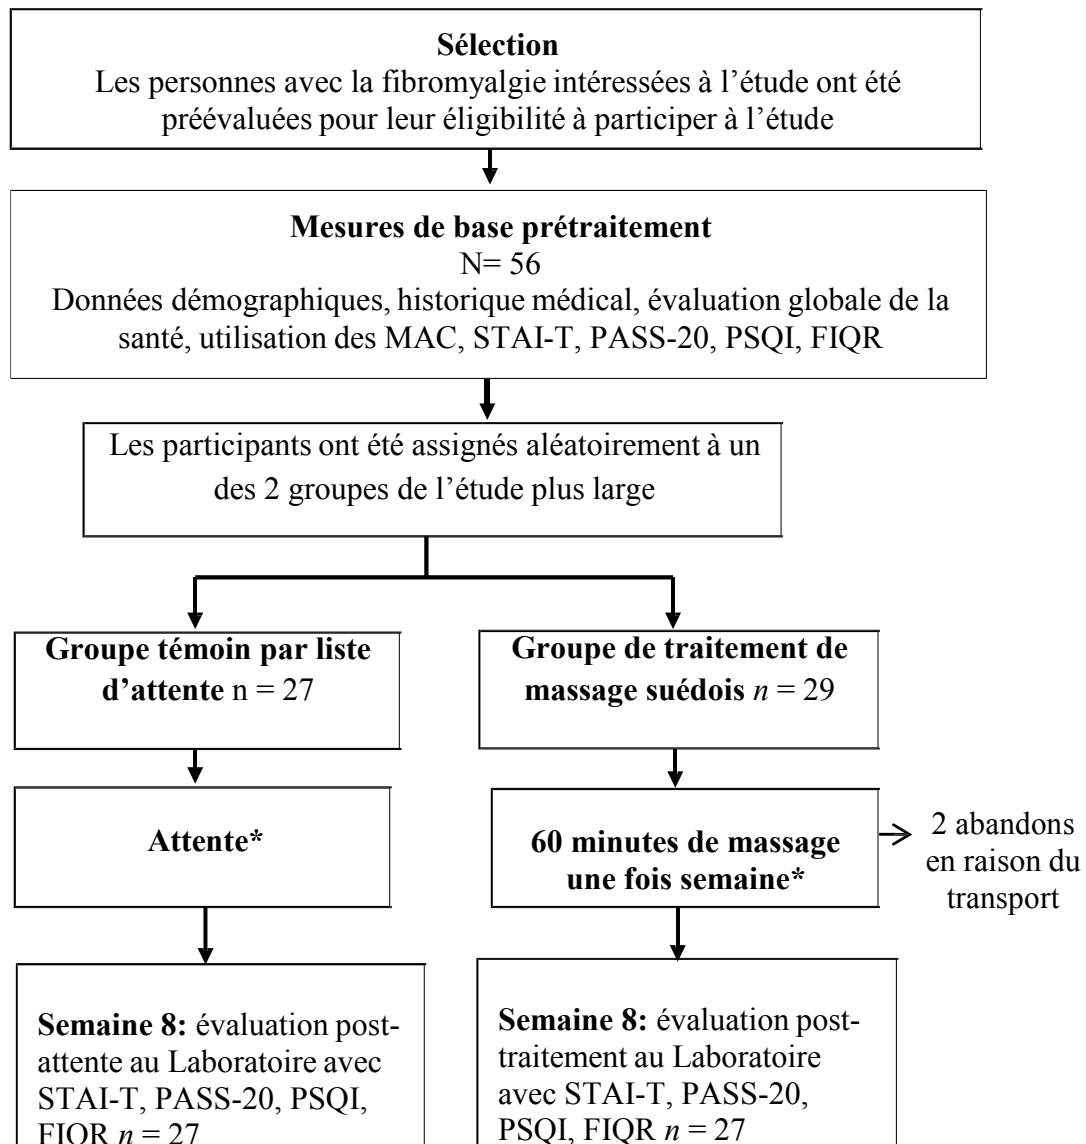 Sélection
Les personnes avec la fibromyalgie intéressées à l’étude ont été
préévaluées pour leur éligibilité à participer à l’étude
Mesures de base prétraitement
N= 56
Données démographiques, historique médical, évaluation globale de la
santé, utilisation des MAC, STAI-T, PASS-20, PSQI, FIQR
Les participants ont été assignés aléatoirement à un
des 2 groupes de l’étude plus large
Groupe témoin par liste
d’attente n = 27
Groupe de traitement de
massage suédois n = 29
Attente*
60 minutes de massage
une fois semaine*
2 abandons
en raison du
transport
Semaine 8: évaluation post-
attente au Laboratoire avec
STAI-T, PASS-20, PSQI,
FIQR n = 27
Semaine 8: évaluation post-
traitement au Laboratoire
avec STAI-T, PASS-20,
PSQI, FIQR n = 27